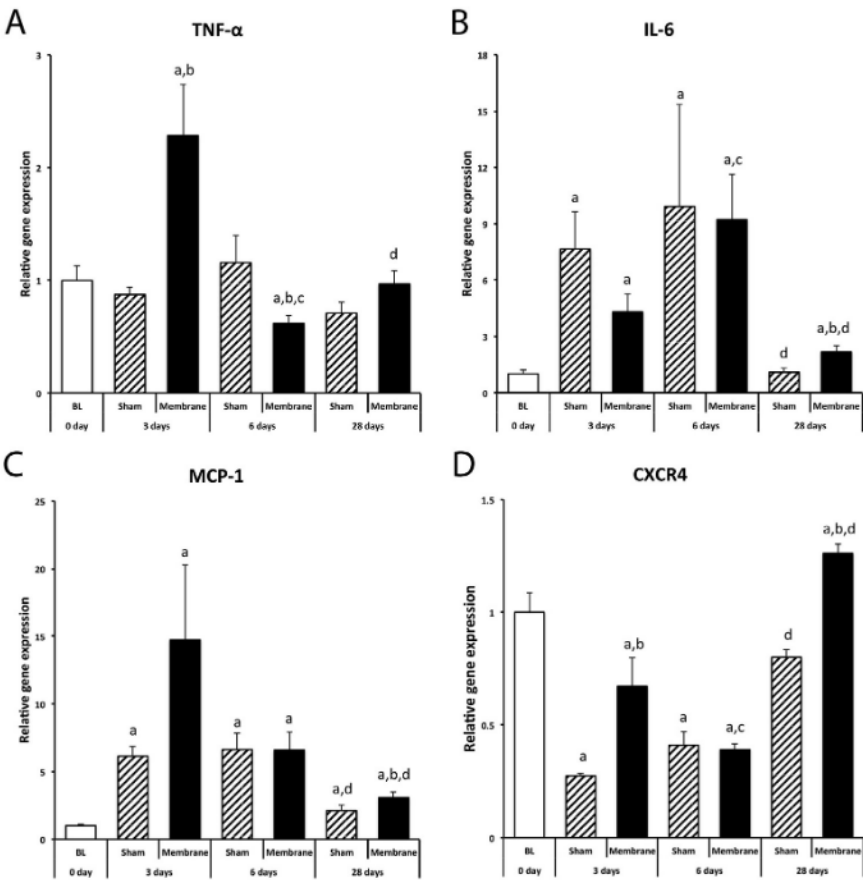 A
TNF-α
Relative gene expression
3
2
1
0
a,b
a,b,c
d
BL Sham Membrane Sham Membrane Sham Membrane
0 day 3 days 6 days 28 days
B
IL-6
Relative gene expression
18
15
12
9
6
3
0
a
a
a
a,c
d
a,b,d
BL Sham Membrane Sham Membrane Sham Membrane
0 day 3 days 6 days 28 days
C
MCP-1
Relative gene expression
25
20
15
10
5
0
a
a
a
a
a,d
a,b,d
BL Sham Membrane Sham Membrane Sham Membrane
0 day 3 days 6 days 28 days
D
CXCR4
Relative gene expression
1.5
1
0.5
0
a
a,b
a
a,c
d
a,b,d
BL Sham Membrane Sham Membrane Sham Membrane
0 day 3 days 6 days 28 days